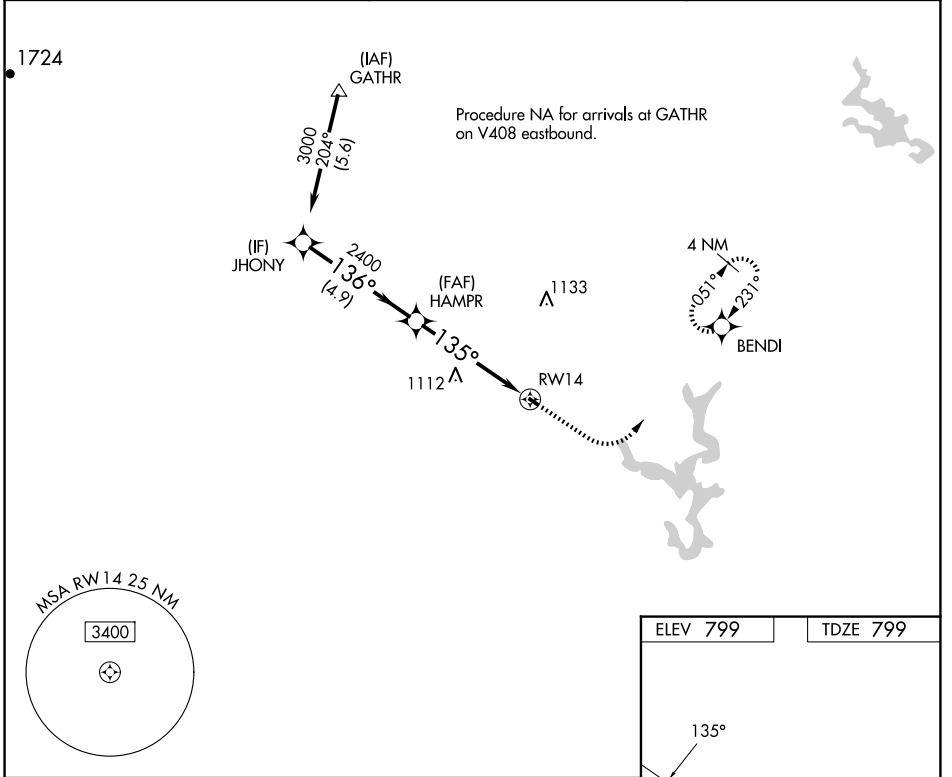 1724
(IAF)
GATHR
Procedure NA for arrivals at GATHR
on V408 eastbound.
3000
204°
(5.6)
(IF)
JHONY
2400
136°
(4.9)
(FAF)
HAMPR
1133
4 NM
051°
231°
BENDI
135°
1112
RW14
MSA RW14 25 NM
3400
ELEV 799
TDZE 799
135°